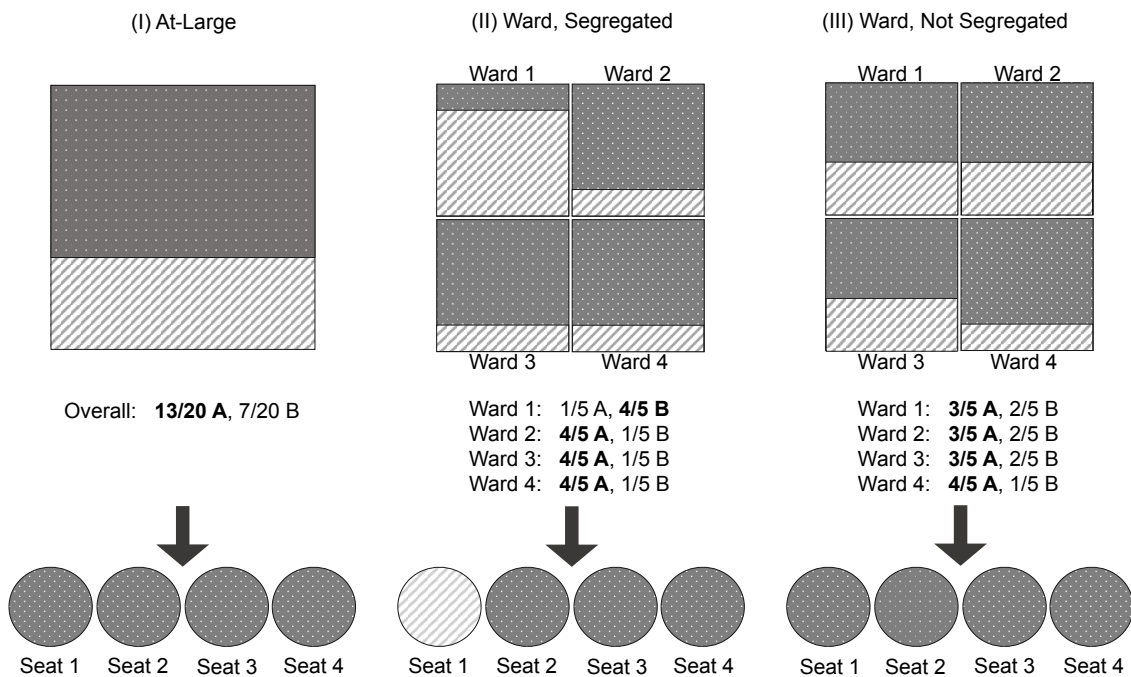 (I) At-Large
Overall: 13/20 A, 7/20 B
Seat 1 Seat 2 Seat 3 Seat 4
(II) Ward, Segregated
Ward 1 Ward 2
Ward 3 Ward 4
Ward 1: 1/5 A, 4/5 B
Ward 2: 4/5 A, 1/5 B
Ward 3: 4/5 A, 1/5 B
Ward 4: 4/5 A, 1/5 B
Seat 1 Seat 2 Seat 3 Seat 4
(III) Ward, Not Segregated
Ward 1 Ward 2
Ward 3 Ward 4
Ward 1: 3/5 A, 2/5 B
Ward 2: 3/5 A, 2/5 B
Ward 3: 3/5 A, 2/5 B
Ward 4: 4/5 A, 1/5 B
Seat 1 Seat 2 Seat 3 Seat 4